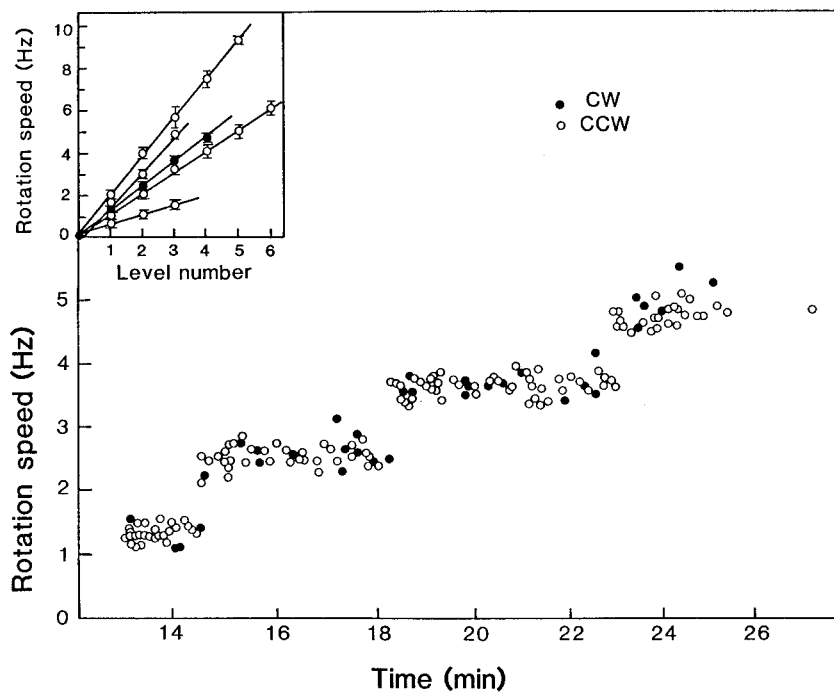 Rotation speed (Hz)
10
8
6
4
2
0
1 2 3 4 5 6
Level number
CW
CCW
Rotation speed (Hz)
5
4
3
2
1
0
14 16 18 20 22 24 26
Time (min)